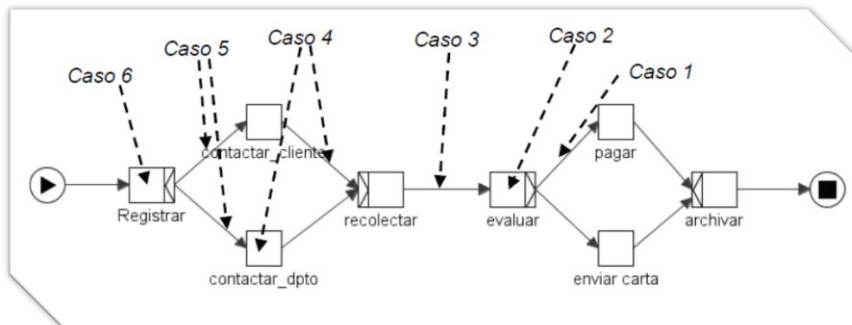 Caso 6
Caso 5
Caso 4
Caso 3
Caso 2
Caso 1
contactar_cliente
pagar
Registrar
recolectar
evaluar
archivar
contactar_dpto
enviar carta